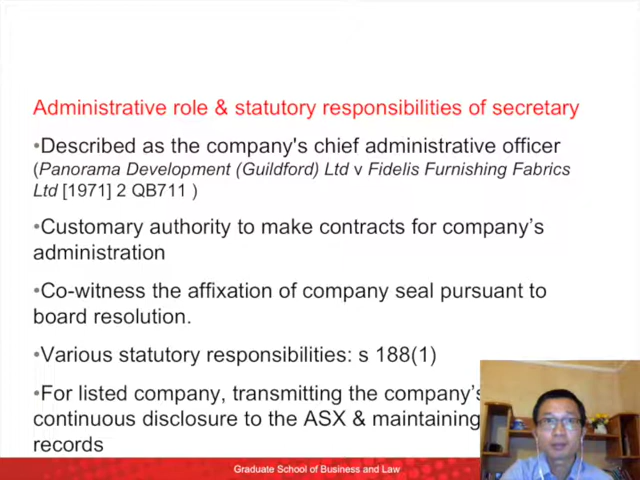 Administrative role & statutory responsibilities of secretary
•Described as the company's chief administrative officer
(Panorama Development (Guildford) Ltd v Fidelis Furnishing Fabrics
Ltd [1971] 2 QB711 )
•Customary authority to make contracts for company's
administration
•Co-witness the affixation of company seal pursuant to
board resolution.
•Various statutory responsibilities: s 188(1)
•For listed company, transmitting the company's
continuous disclosure to the ASX & maintaining
records
Graduate School of Business and Law